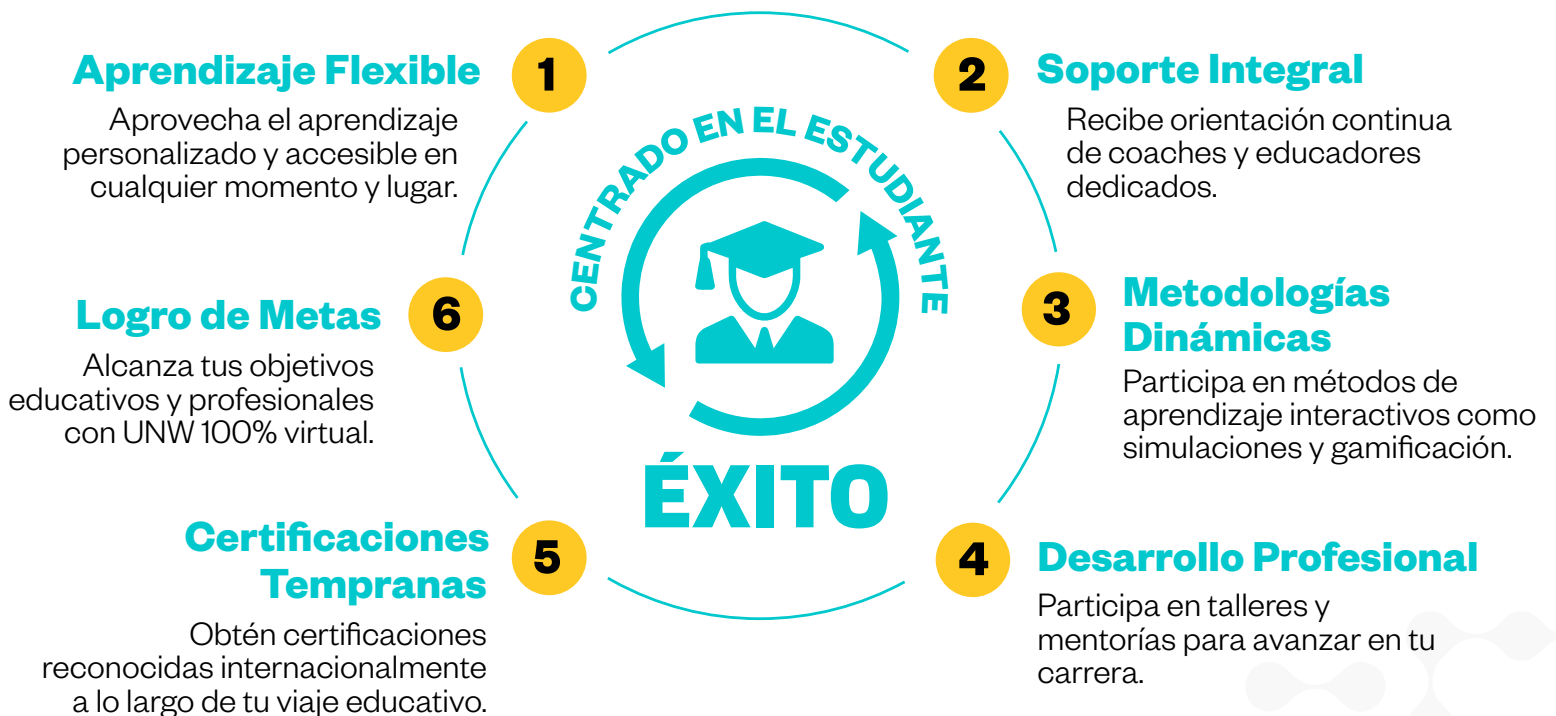 1
Aprendizaje Flexible
Aprovecha el aprendizaje
personalizado y accesible en
cualquier momento y lugar.
2
Soporte Integral
Recibe orientación continua
de coaches y educadores
dedicados.
CENTRADO EN EL ESTUDIANTE
ÉXITO
3
Metodologías
Dinámicas
Participa en métodos de
aprendizaje interactivos como
simulaciones y gamificación.
4
Desarrollo Profesional
Participa en talleres y
mentorías para avanzar en tu
carrera.
5
Certificaciones
Tempranas
Obtén certificaciones
reconocidas internacionalmente
a lo largo de tu viaje educativo.
6
Logro de Metas
Alcanza tus objetivos
educativos y profesionales
con UNW 100% virtual.